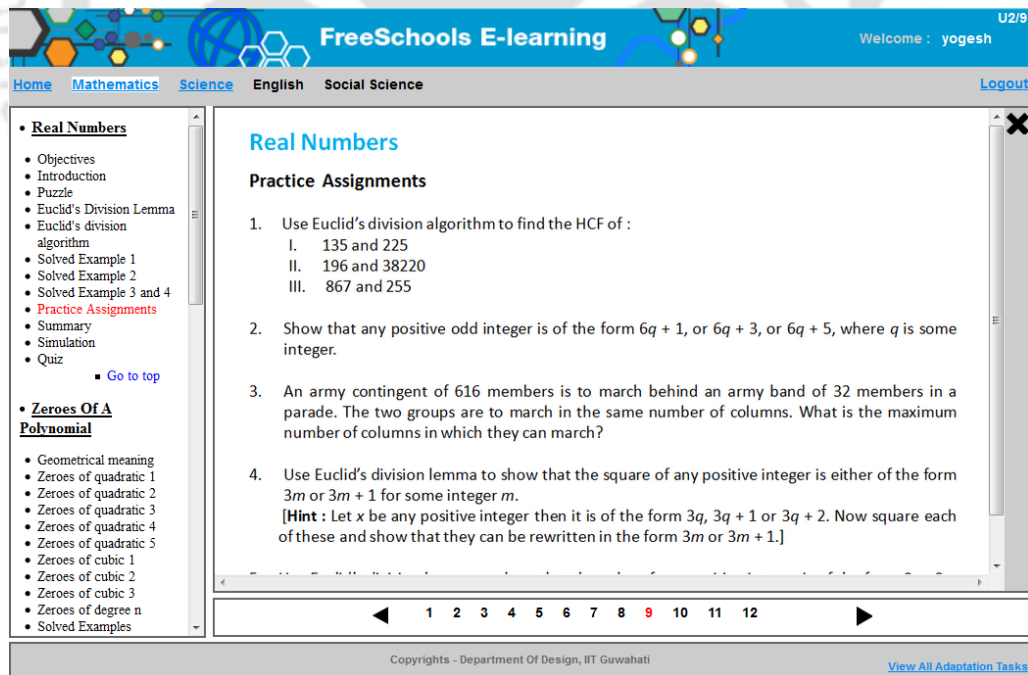 U2/9
FreeSchools E-learning
Welcome : yogesh
Home Mathematics Science English Social Science Logout
• Real Numbers
• Objectives
• Introduction
• Puzzle
• Euclid's Division Lemma
• Euclid's division
algorithm
• Solved Example 1
• Solved Example 2
• Solved Example 3 and 4
• Practice Assignments
• Summary
• Simulation
• Quiz
▪ Go to top
• Zeroes Of A
Polynomial
• Geometrical meaning
• Zeroes of quadratic 1
• Zeroes of quadratic 2
• Zeroes of quadratic 3
• Zeroes of quadratic 4
• Zeroes of quadratic 5
• Zeroes of cubic 1
• Zeroes of cubic 2
• Zeroes of cubic 3
• Zeroes of degree n
• Solved Examples
Real Numbers
Practice Assignments
1. Use Euclid's division algorithm to find the HCF of :
I. 135 and 225
II. 196 and 38220
III. 867 and 255
2. Show that any positive odd integer is of the form 6q + 1, or 6q + 3, or 6q + 5, where q is some
integer.
3. An army contingent of 616 members is to march behind an army band of 32 members in a
parade. The two groups are to march in the same number of columns. What is the maximum
number of columns in which they can march?
4. Use Euclid's division lemma to show that the square of any positive integer is either of the form
3m or 3m + 1 for some integer m.
[Hint : Let x be any positive integer then it is of the form 3q, 3q + 1 or 3q + 2. Now square each
of these and show that they can be rewritten in the form 3m or 3m + 1.]
1 2 3 4 5 6 7 8 9 10 11 12
Copyrights - Department Of Design, IIT Guwahati
View All Adaptation Tasks